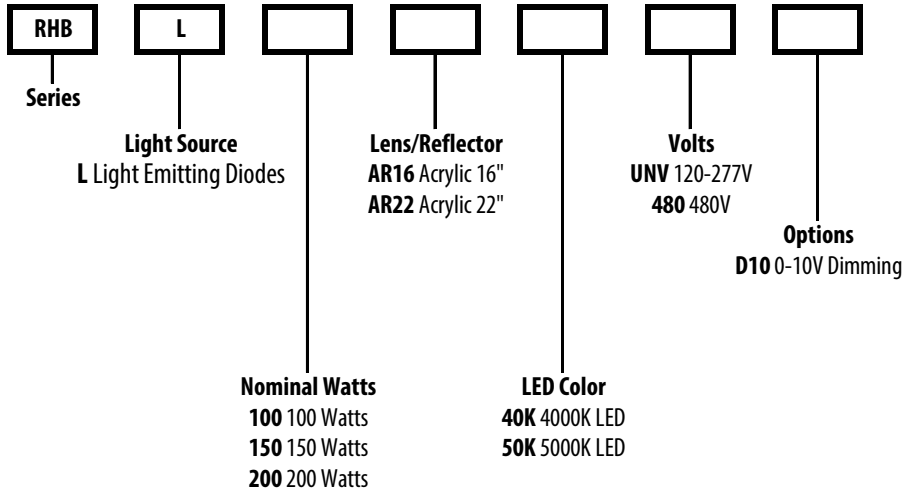 RHB
L
Series
Light Source
L Light Emitting Diodes
Nominal Watts
100 100 Watts
150 150 Watts
200 200 Watts
Lens/Reflector
AR16 Acrylic 16"
AR22 Acrylic 22"
LED Color
40K 4000K LED
50K 5000K LED
Volts
UNV 120-277V
480 480V
Options
D10 0-10V Dimming